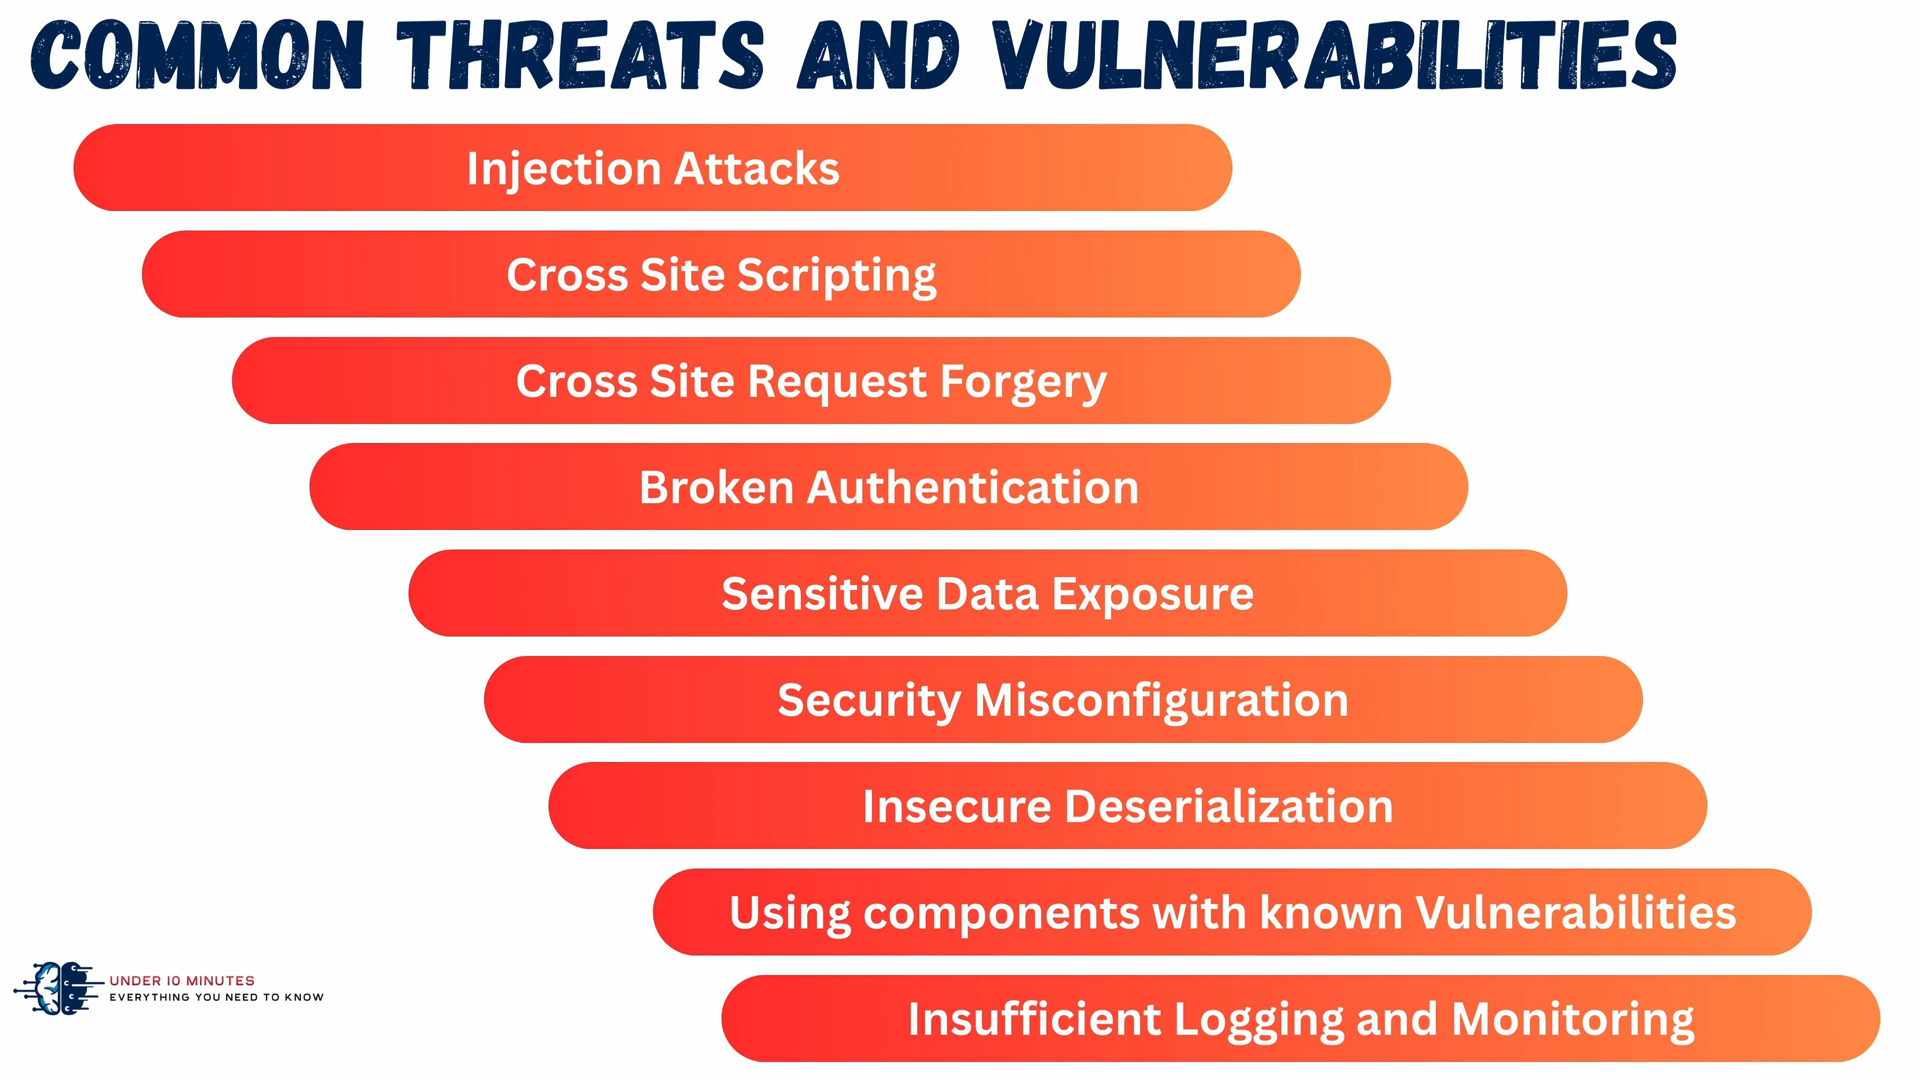 COMMON THREATS AND VULNERABILITIES
Injection Attacks
Cross Site Scripting
Cross Site Request Forgery
Broken Authentication
Sensitive Data Exposure
Security Misconfiguration
Insecure Deserialization
Using components with known Vulnerabilities
Insufficient Logging and Monitoring
UNDER 10 MINUTES
EVERYTHING YOU NEED TO KNOW